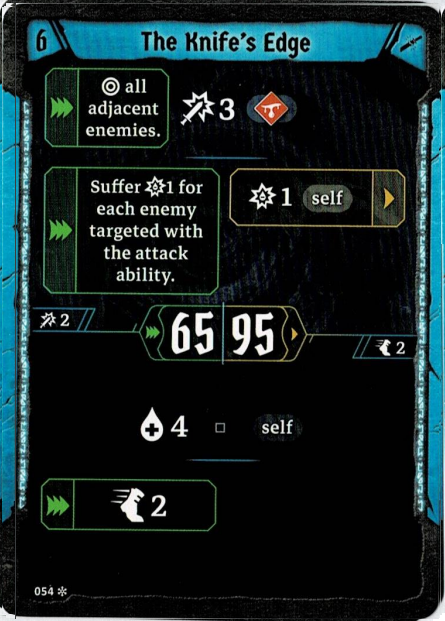 6 The Knife's Edge
all
adjacent
enemies.
3
Suffer 1 for
each enemy
targeted with
the attack
ability.
1 self
2
65 95
2
4 self
2
054